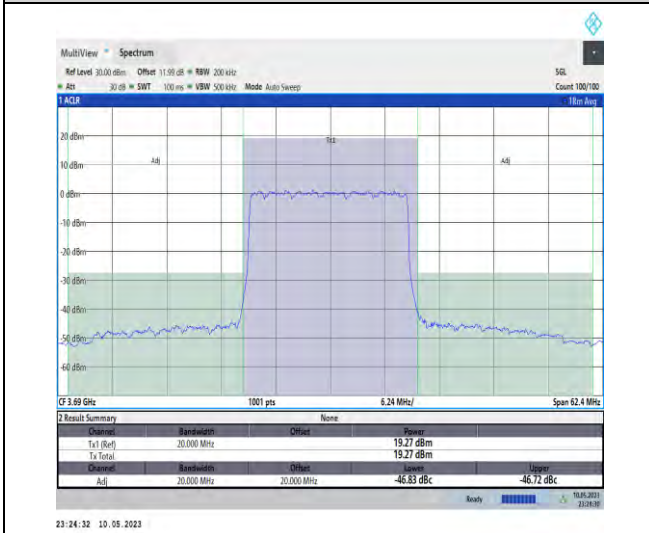 MultiView Spectrum
Ref Level 30.00 dBm Offset 11.99 dB RBW 200 kHz SGL
Att 30 dB SWT 100 ms VBW 500 kHz Mode Auto Sweep Count 100/100
1 ACLR 1Rm Avg
Tx1
20 dBm
Adj Adj
10 dBm
0 dBm
-10 dBm
-20 dBm
-30 dBm
-40 dBm
-50 dBm
-60 dBm
CF 3.69 GHz 1001 pts 6.24 MHz/ Span 62.4 MHz
2 Result Summary None
Channel Bandwidth Offset Power
Tx1 (Ref) 20.000 MHz 19.27 dBm
Tx Total 19.27 dBm
Channel Bandwidth Offset Lower Upper
Adj 20.000 MHz 20.000 MHz -46.83 dBc -46.72 dBc
Ready
23:24:32 10.05.2023